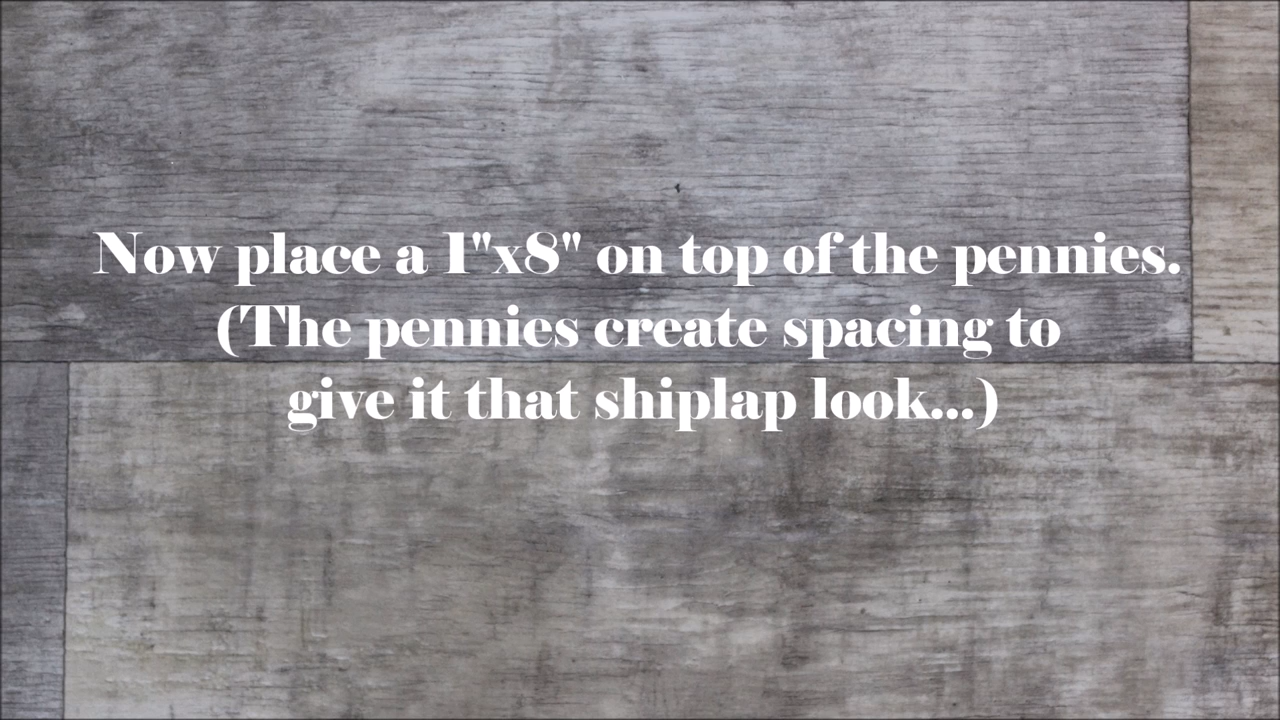 Now place a 1"x8" on top of the pennies.
(The pennies create spacing to
give it that shiplap look...)